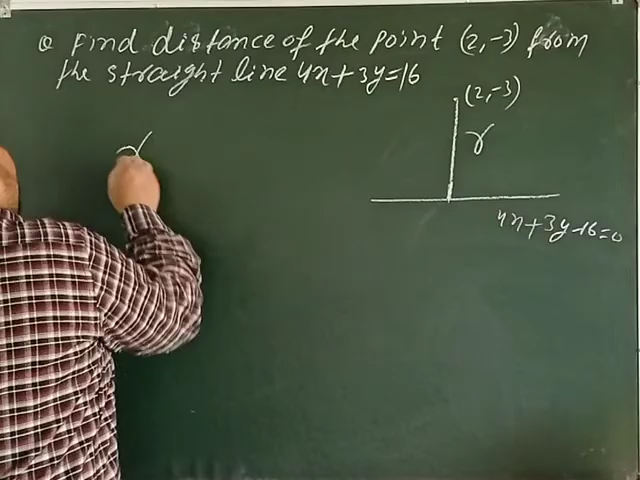 Q Find distance of the point (2,-3) from
the straight line 4x+3y=16
(2,-3)
r
4x+3y-16=0